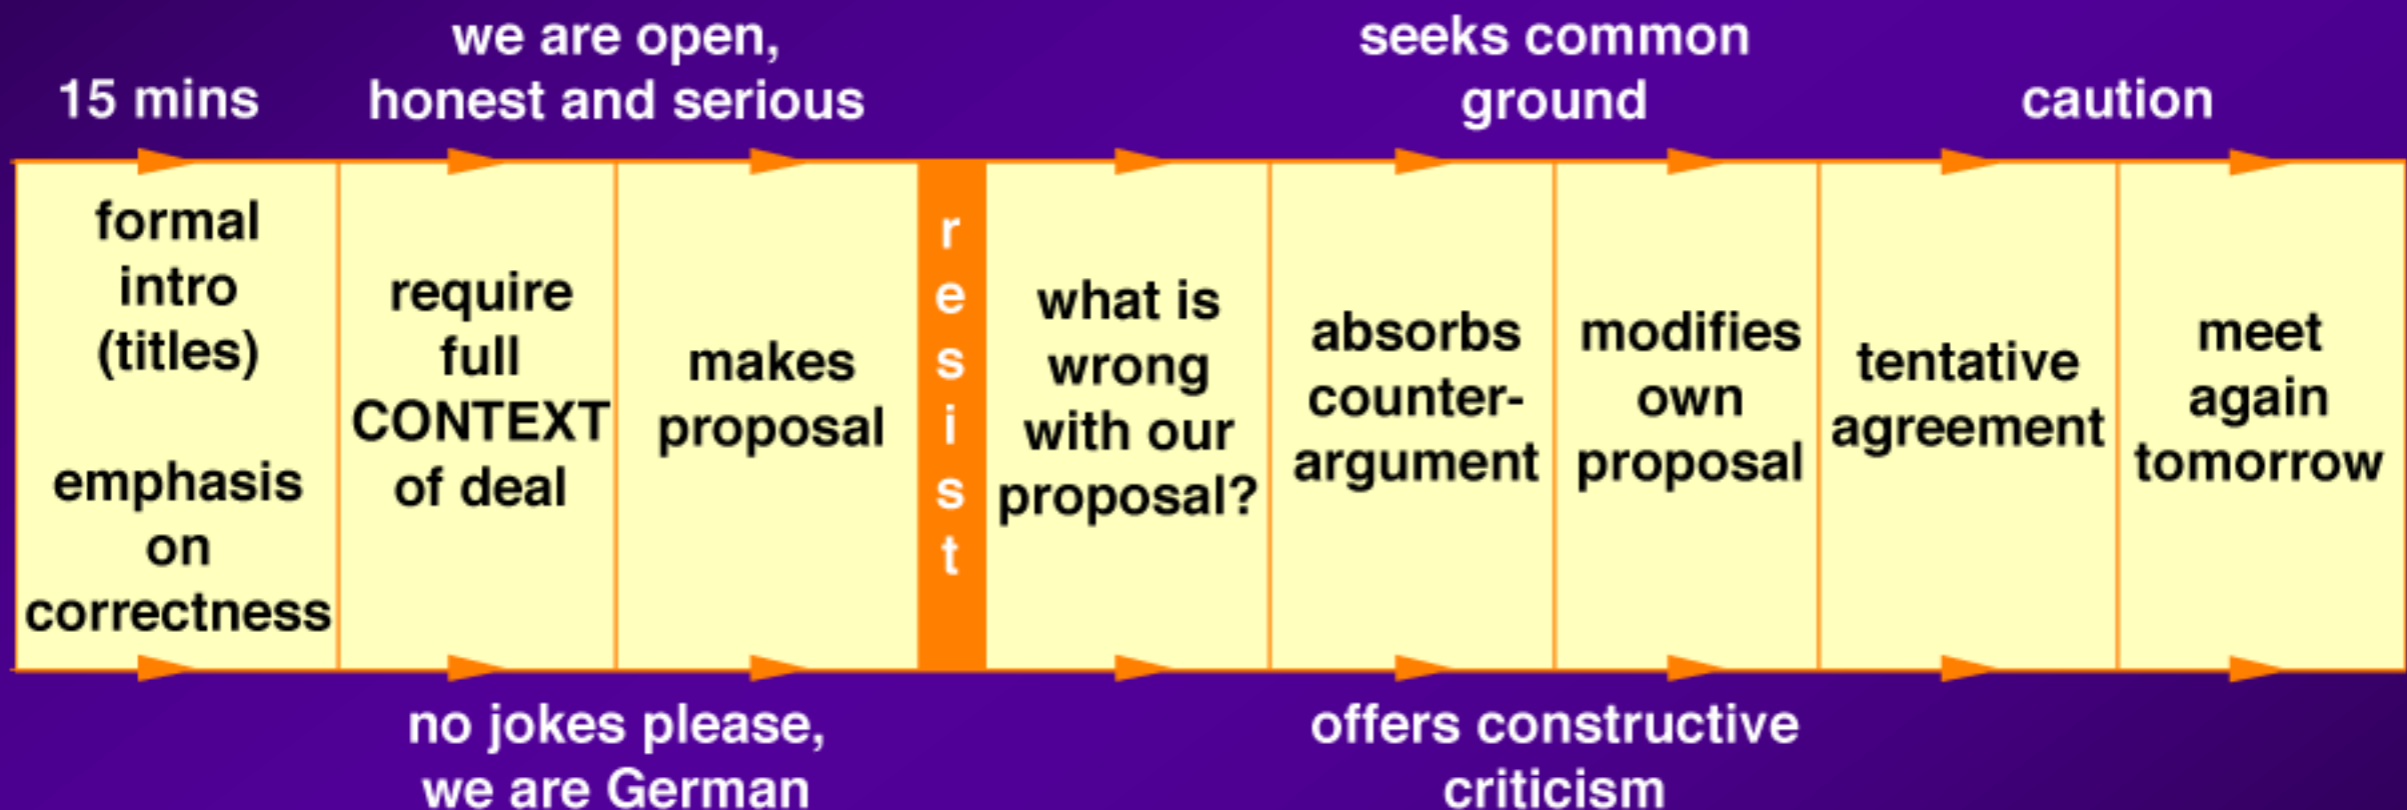 we are open,
honest and serious
seeks common
ground
15 mins
caution
formal
intro
(titles)
emphasis
on
correctness
require
full
CONTEXT
of deal
makes
proposal
resist
what is
wrong
with our
proposal?
absorbs
counter-
argument
modifies
own
proposal
tentative
agreement
meet
again
tomorrow
no jokes please,
we are German
offers constructive
criticism